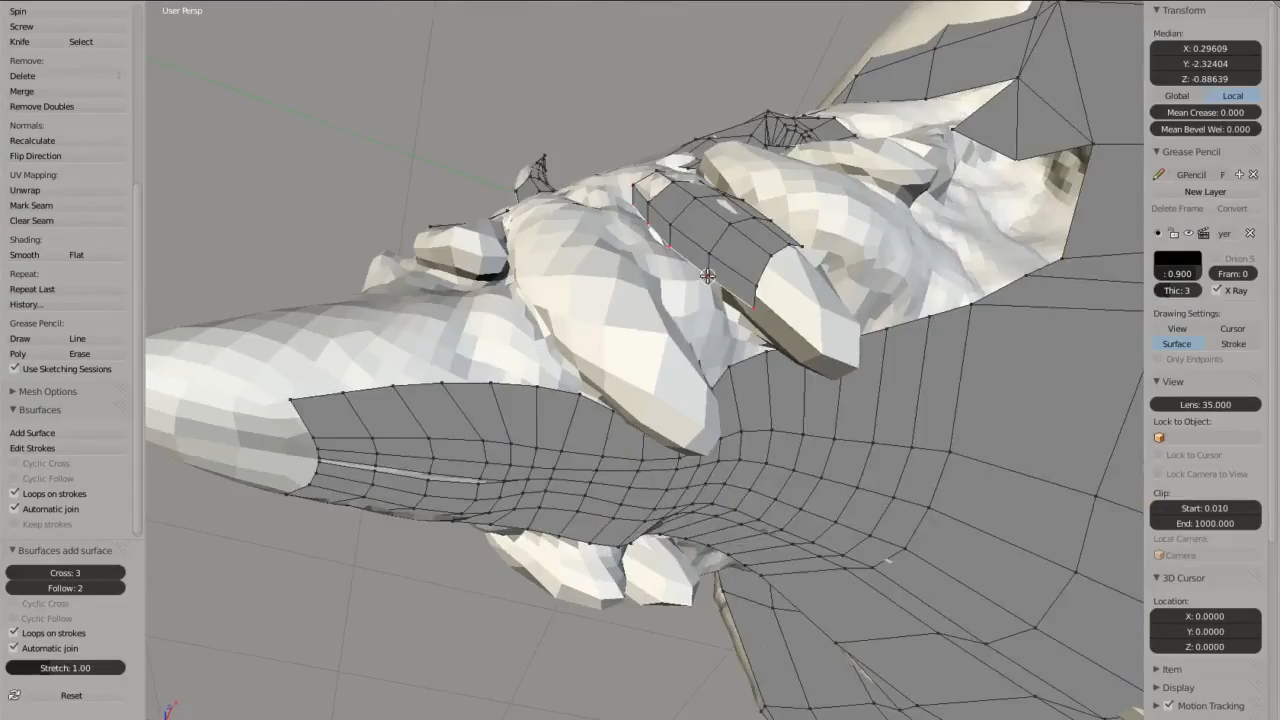 Spin
Screw
Knife Select
Remove:
Delete
Merge
Remove Doubles
Normals:
Recalculate
Flip Direction
UV Mapping:
Unwrap
Mark Seam
Clear Seam
Shading:
Smooth Flat
Repeat:
Repeat Last
History...
Grease Pencil:
Draw Line
Poly Erase
Use Sketching Sessions
Mesh Options
Bsurfaces
Add Surface
Edit Strokes
Cyclic Cross
Cyclic Follow
Loops on strokes
Automatic join
Keep strokes
Bsurfaces add surface
Cross: 3
Follow: 2
Cyclic Cross
Cyclic Follow
Loops on strokes
Automatic join
Stretch: 1.00
Reset
User Persp
Transform
Median:
X: 0.29609
Y: -2.32404
Z: -0.88639
Global Local
Mean Crease: 0.000
Mean Bevel Wei: 0.000
Grease Pencil
GPencil F
New Layer
Delete Frame Convert
yer
Onion S
: 0.900 Fram: 0
Thic: 3 X Ray
Drawing Settings:
View Cursor
Surface Stroke
Only Endpoints
View
Lens: 35.000
Lock to Object:
Lock to Cursor
Lock Camera to View
Clip:
Start: 0.010
End: 1000.000
Local Camera:
Camera
3D Cursor
Location:
X: 0.0000
Y: 0.0000
Z: 0.0000
Item
Display
Motion Tracking